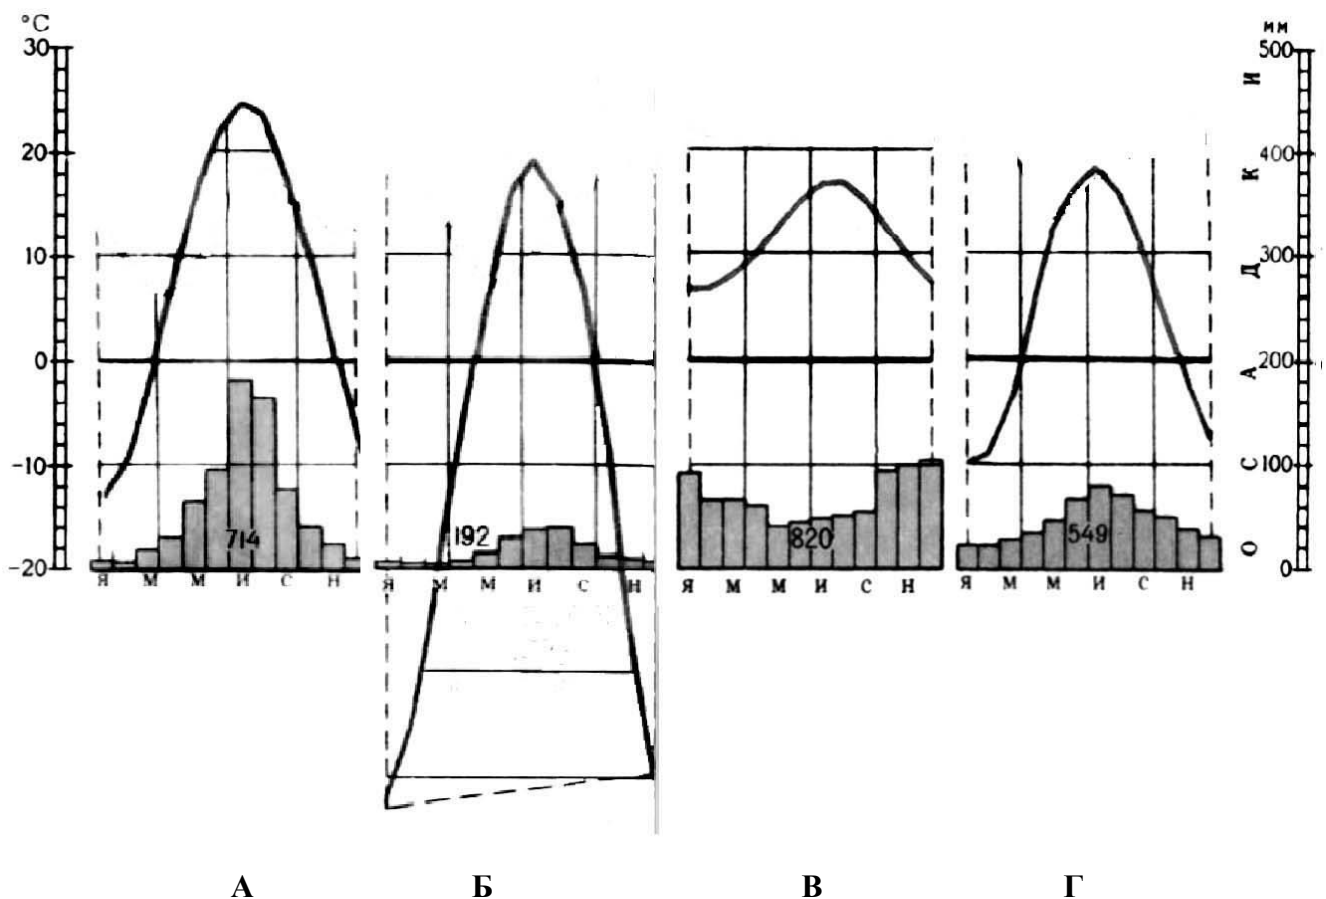 °C
мм
30
500
И
20
400
К
10
300
Д
0
200
А
-10
100
С
192
714
820
549
О
-20
0
Я М М И С Н
Я М М И С Н
Я М М И С Н
Я М М И С Н
А Б В Г